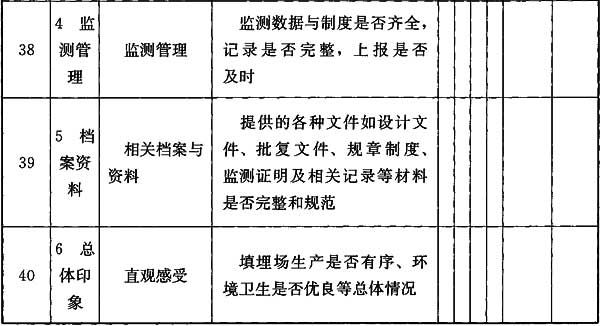 38
4 监
测管
理
监测管理
监测数据与制度是否齐全,
记录是否完整,上报是否
及时
39
5 档
案资
料
相关档案与
资料
提供的各种文件如设计文
件、批复文件、规章制度、
监测证明及相关记录等材料
是否完整和规范
40
6 总
体印
象
直观感受
填埋场生产是否有序、环
境卫生是否优良等总体情况